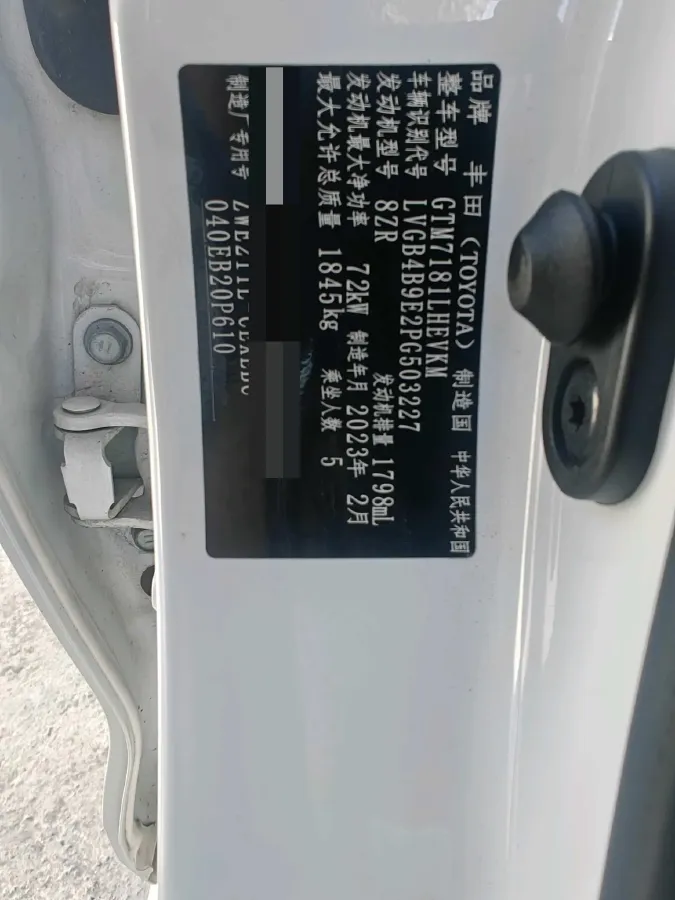 品牌 丰田(TOYOTA) 制造国 中华人民共和国
整车型号 GTM7181LHEVKM
车辆识别代号 LVGB4B9E2PG503227
发动机型号 8ZR 发动机排量 1798mL
发动机最大净功率 72kW 制造年月 2023年 2月
最大允许总质量 1845kg 乘坐人数 5
制造厂专用号
040EB20P610